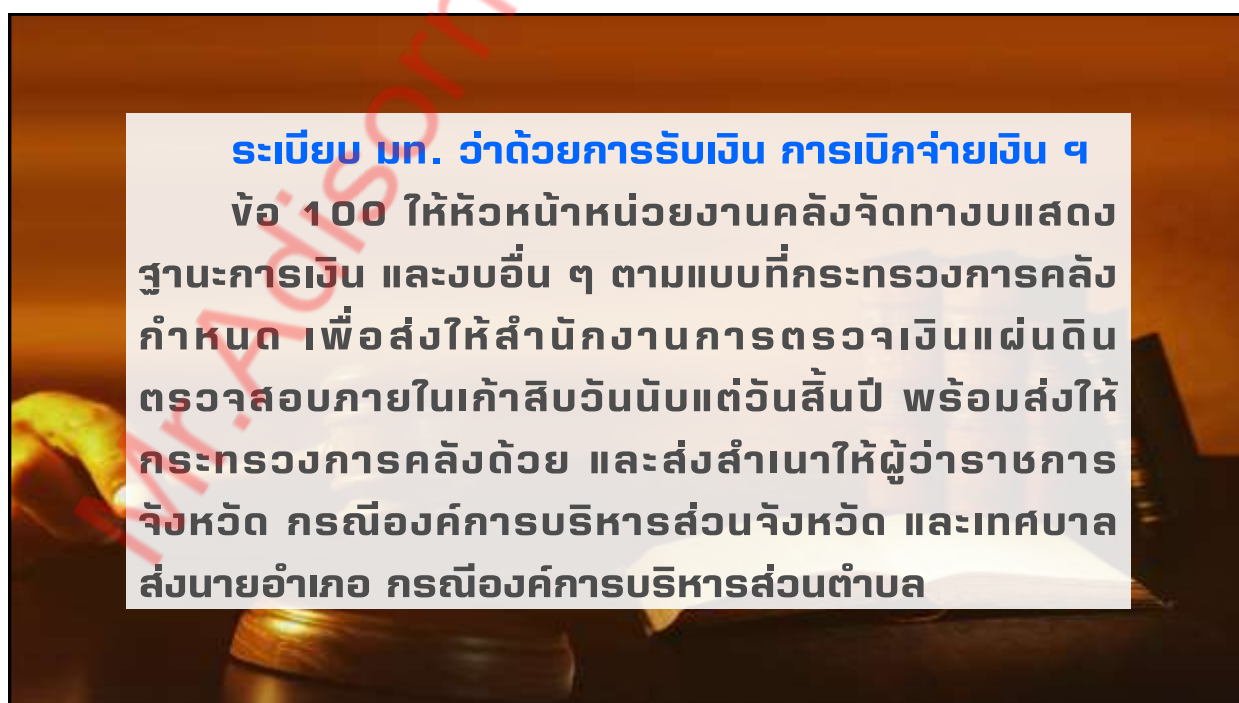 ระเบียบ มท. ว่าด้วยการรับเงิน การเบิกจ่ายเงิน ฯ
ข้อ 100 ให้หัวหน้าหน่วยงานคลังจัดทางบแสดง
ฐานะการเงิน และงบอื่น ๆ ตามแบบที่กระทรวงการคลัง
กำหนด เพื่อส่งให้สำนักงานการตรวจเงินแผ่นดิน
ตรวจสอบภายในเก้าสิบวันนับแต่วันสิ้นปี พร้อมส่งให้
กระทรวงการคลังด้วย และส่งสำเนาให้ผู้ว่าราชการ
จังหวัด กรณีองค์การบริหารส่วนจังหวัด และเทศบาล
ส่งนายอำเภอ กรณีองค์การบริหารส่วนตำบล
Mr.Adisorn